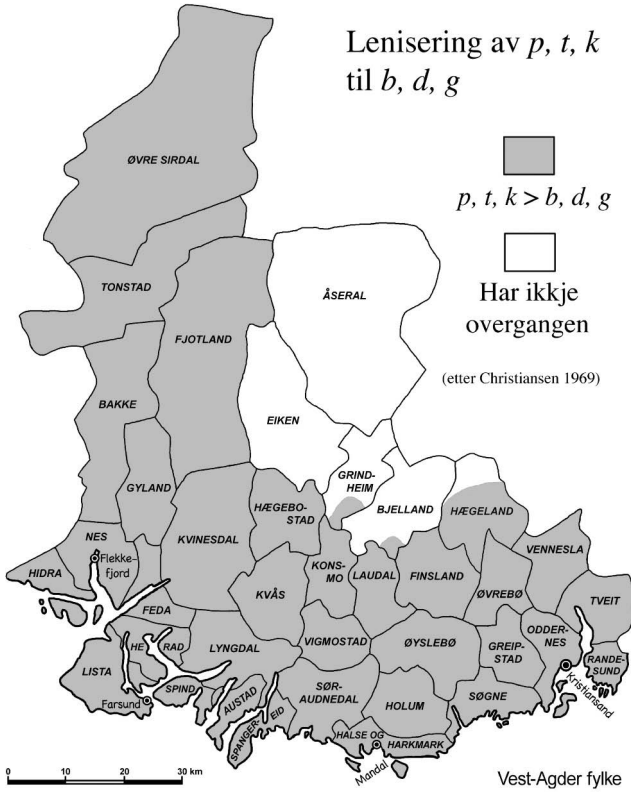 Lenisering av p, t, k
til b, d, g
p, t, k > b, d, g
Har ikkje
overgangen
(etter Christiansen 1969)
ØVRE SIRDAL
TONSTAD
ÅSERAL
FJOTLAND
BAKKE
EIKEN
GRIND-
HEIM
GYLAND
HÆGEBO-
STAD
BJELLAND
HÆGELAND
NES
Flekke-
fjord
KVINESDAL
VENNESLA
HIDRA
KONS-
MO
LAUDAL
FINSLAND
KVÅS
ØVREBØ
TVEIT
FEDA
HE
RAD
LYNGDAL
VIGMOSTAD
ØYSLEBØ
GREIP-
STAD
ODDER-
NES
LISTA
SPIND
RANDE-
SUND
Kristiansand
Farsund
AUSTAD
SØR-
AUDNEDAL
HOLUM
SØGNE
SPANGER-
EID
HALSE OG
HARKMARK
Mandal
0 10 20 30 km
Vest-Agder fylke